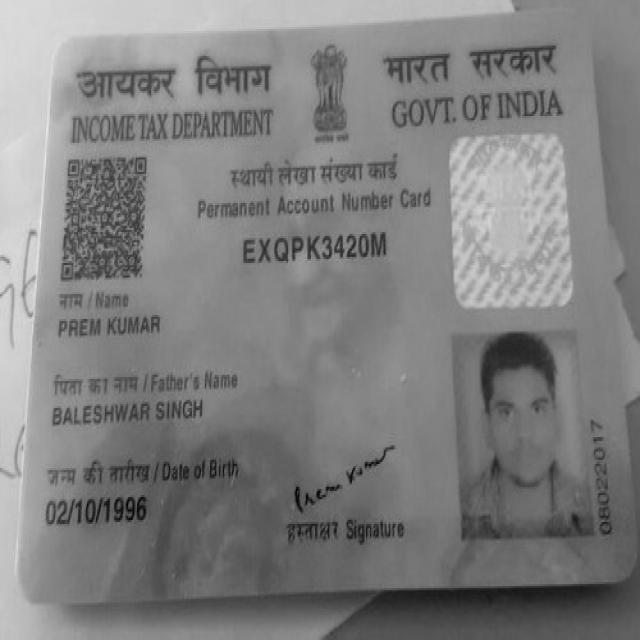 आयकर विभाग
INCOME TAX DEPARTMENT
भारत सरकार
GOVT. OF INDIA
स्थायी लेखा संख्या कार्ड
Permanent Account Number Card
EXQPK3420M
नाम / Name
PREM KUMAR
पिता का नाम / Father's Name
BALESHWAR SINGH
जन्म की तारीख / Date of Birth
02/10/1996
Prem Kumar
हस्ताक्षर Signature
08022017